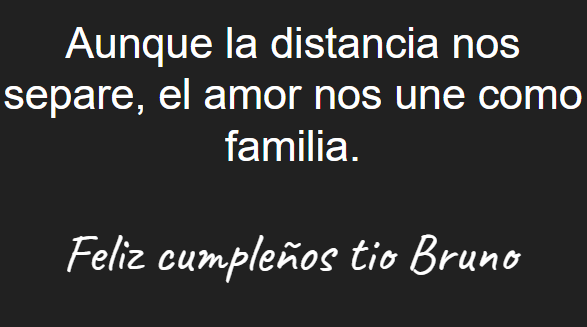 Aunque la distancia nos
separe, el amor nos une como
familia.
Feliz cumpleños tio Bruno